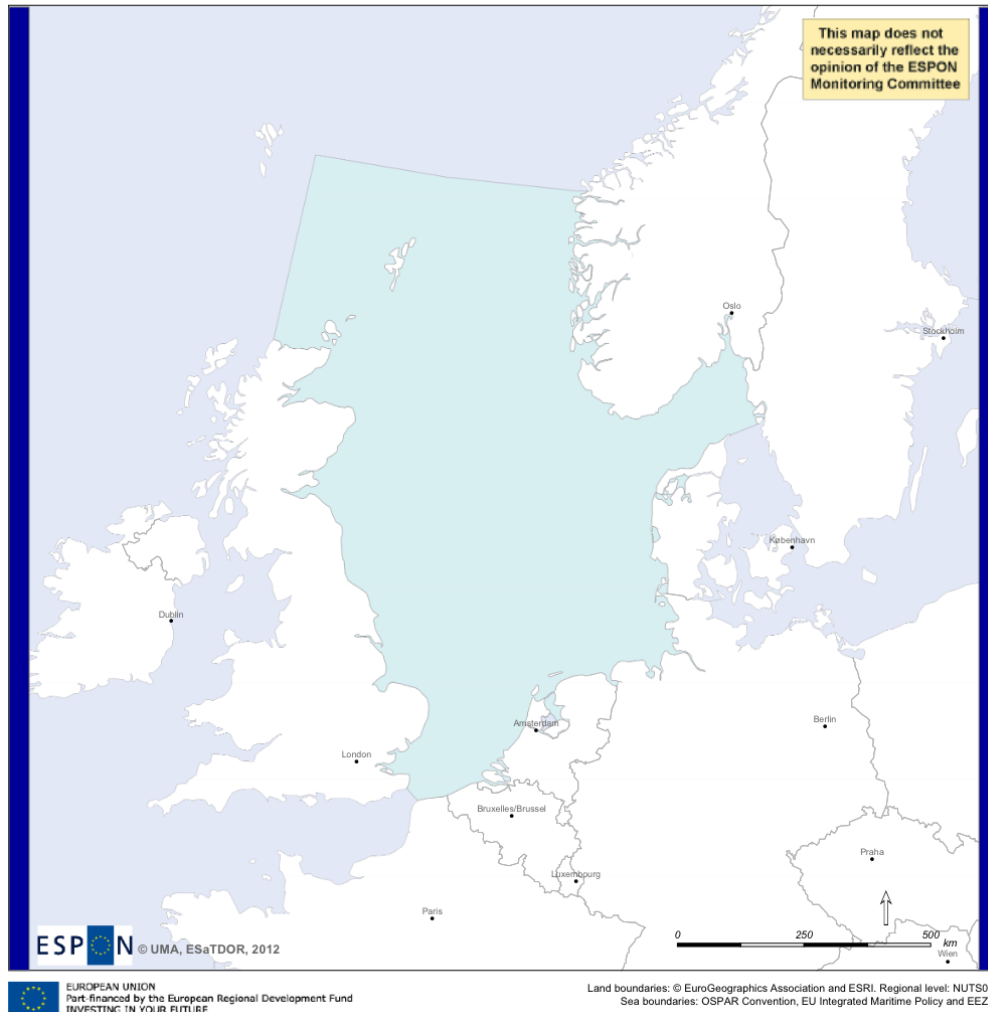 This map does not
necessarily reflect the
opinion of the ESPON
Monitoring Committee
Oslo
Stockholm
København
Dublin
Amsterdam
Berlin
London
Bruxelles/Brussel
Praha
Luxembourg
Paris
0 250 500
km
Wien
ESPON © UMA, ESaTDOR, 2012
EUROPEAN UNION
Part-financed by the European Regional Development Fund
INVESTING IN YOUR FUTURE
Land boundaries: © EuroGeographics Association and ESRI. Regional level: NUTS0
Sea boundaries: OSPAR Convention, EU Integrated Maritime Policy and EEZ